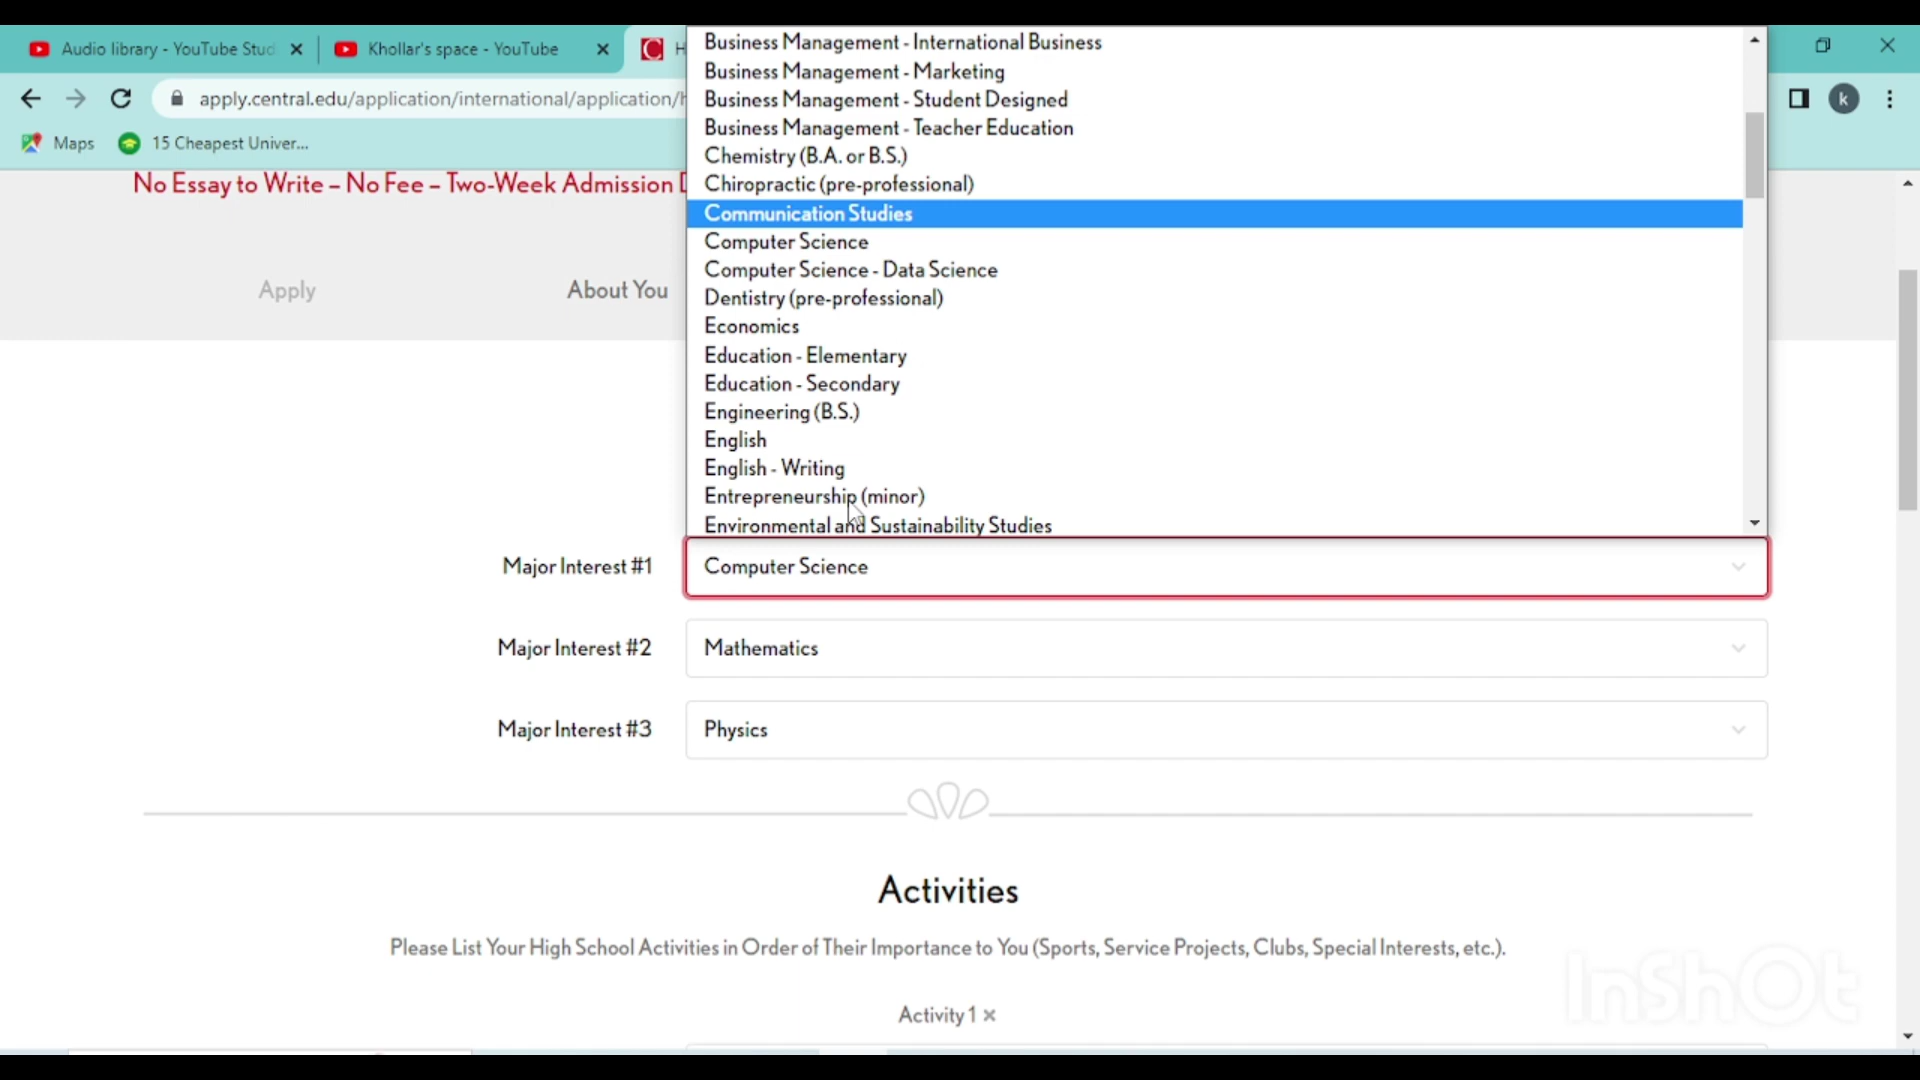 Audio library - YouTube Stud
Khollar's space - YouTube
H
apply.central.edu/application/international/application/h
k
Maps
15 Cheapest Univer...
No Essay to Write – No Fee – Two-Week Admission D
Apply
About You
Business Management - International Business
Business Management - Marketing
Business Management - Student Designed
Business Management - Teacher Education
Chemistry (B.A. or B.S.)
Chiropractic (pre-professional)
Communication Studies
Computer Science
Computer Science - Data Science
Dentistry (pre-professional)
Economics
Education - Elementary
Education - Secondary
Engineering (B.S.)
English
English - Writing
Entrepreneurship (minor)
Environmental and Sustainability Studies
Major Interest #1
Computer Science
Major Interest #2
Mathematics
Major Interest #3
Physics
Activities
Please List Your High School Activities in Order of Their Importance to You (Sports, Service Projects, Clubs, Special Interests, etc.).
Activity 1 ×
InShOt